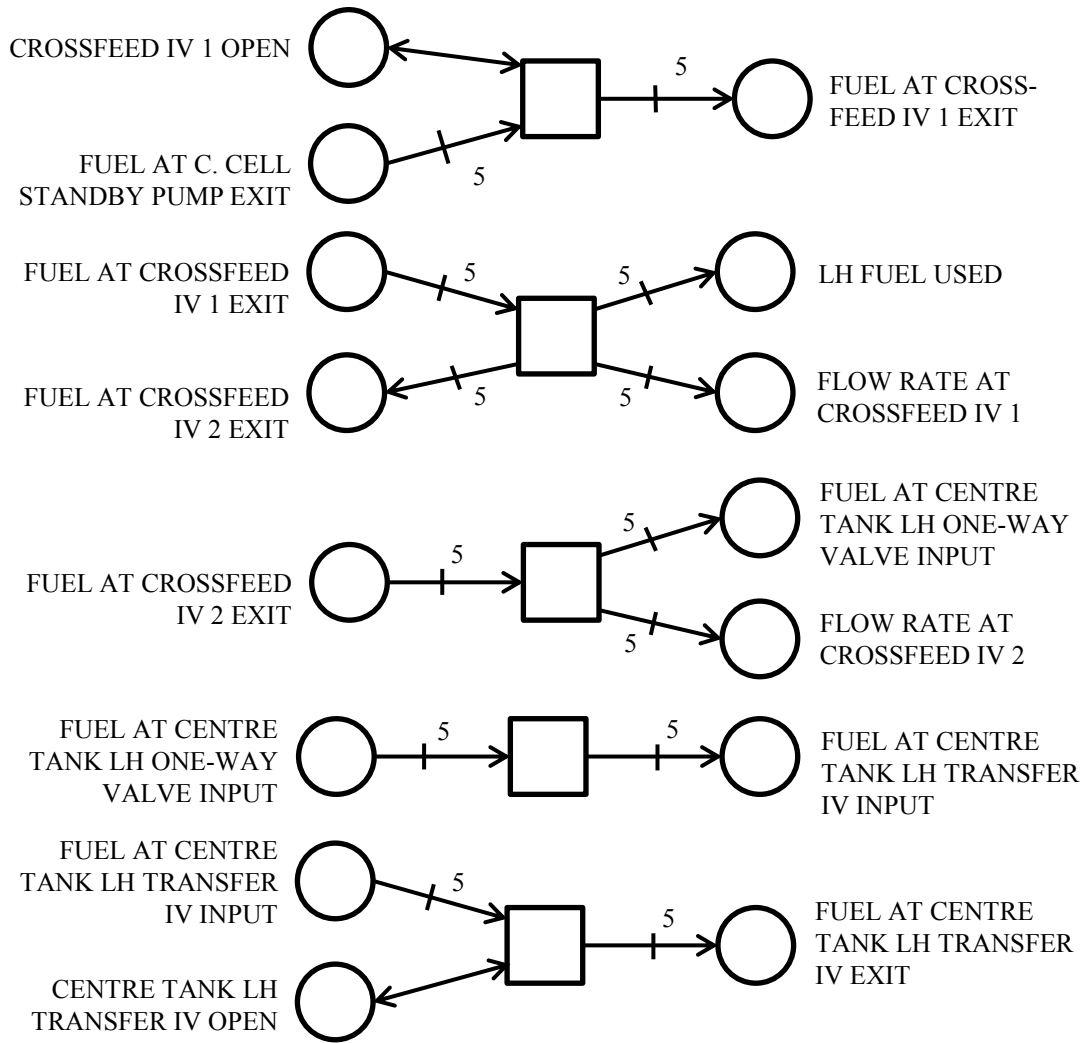 CROSSFEED IV 1 OPEN
5
FUEL AT CROSS-
FEED IV 1 EXIT
FUEL AT C. CELL
STANDBY PUMP EXIT
5
FUEL AT CROSSFEED
IV 1 EXIT
5
5
LH FUEL USED
FUEL AT CROSSFEED
IV 2 EXIT
5
5
FLOW RATE AT
CROSSFEED IV 1
FUEL AT CENTRE
TANK LH ONE-WAY
VALVE INPUT
5
FUEL AT CROSSFEED
IV 2 EXIT
5
5
FLOW RATE AT
CROSSFEED IV 2
FUEL AT CENTRE
TANK LH ONE-WAY
VALVE INPUT
5
5
FUEL AT CENTRE
TANK LH TRANSFER
IV INPUT
FUEL AT CENTRE
TANK LH TRANSFER
IV INPUT
5
5
FUEL AT CENTRE
TANK LH TRANSFER
IV EXIT
CENTRE TANK LH
TRANSFER IV OPEN